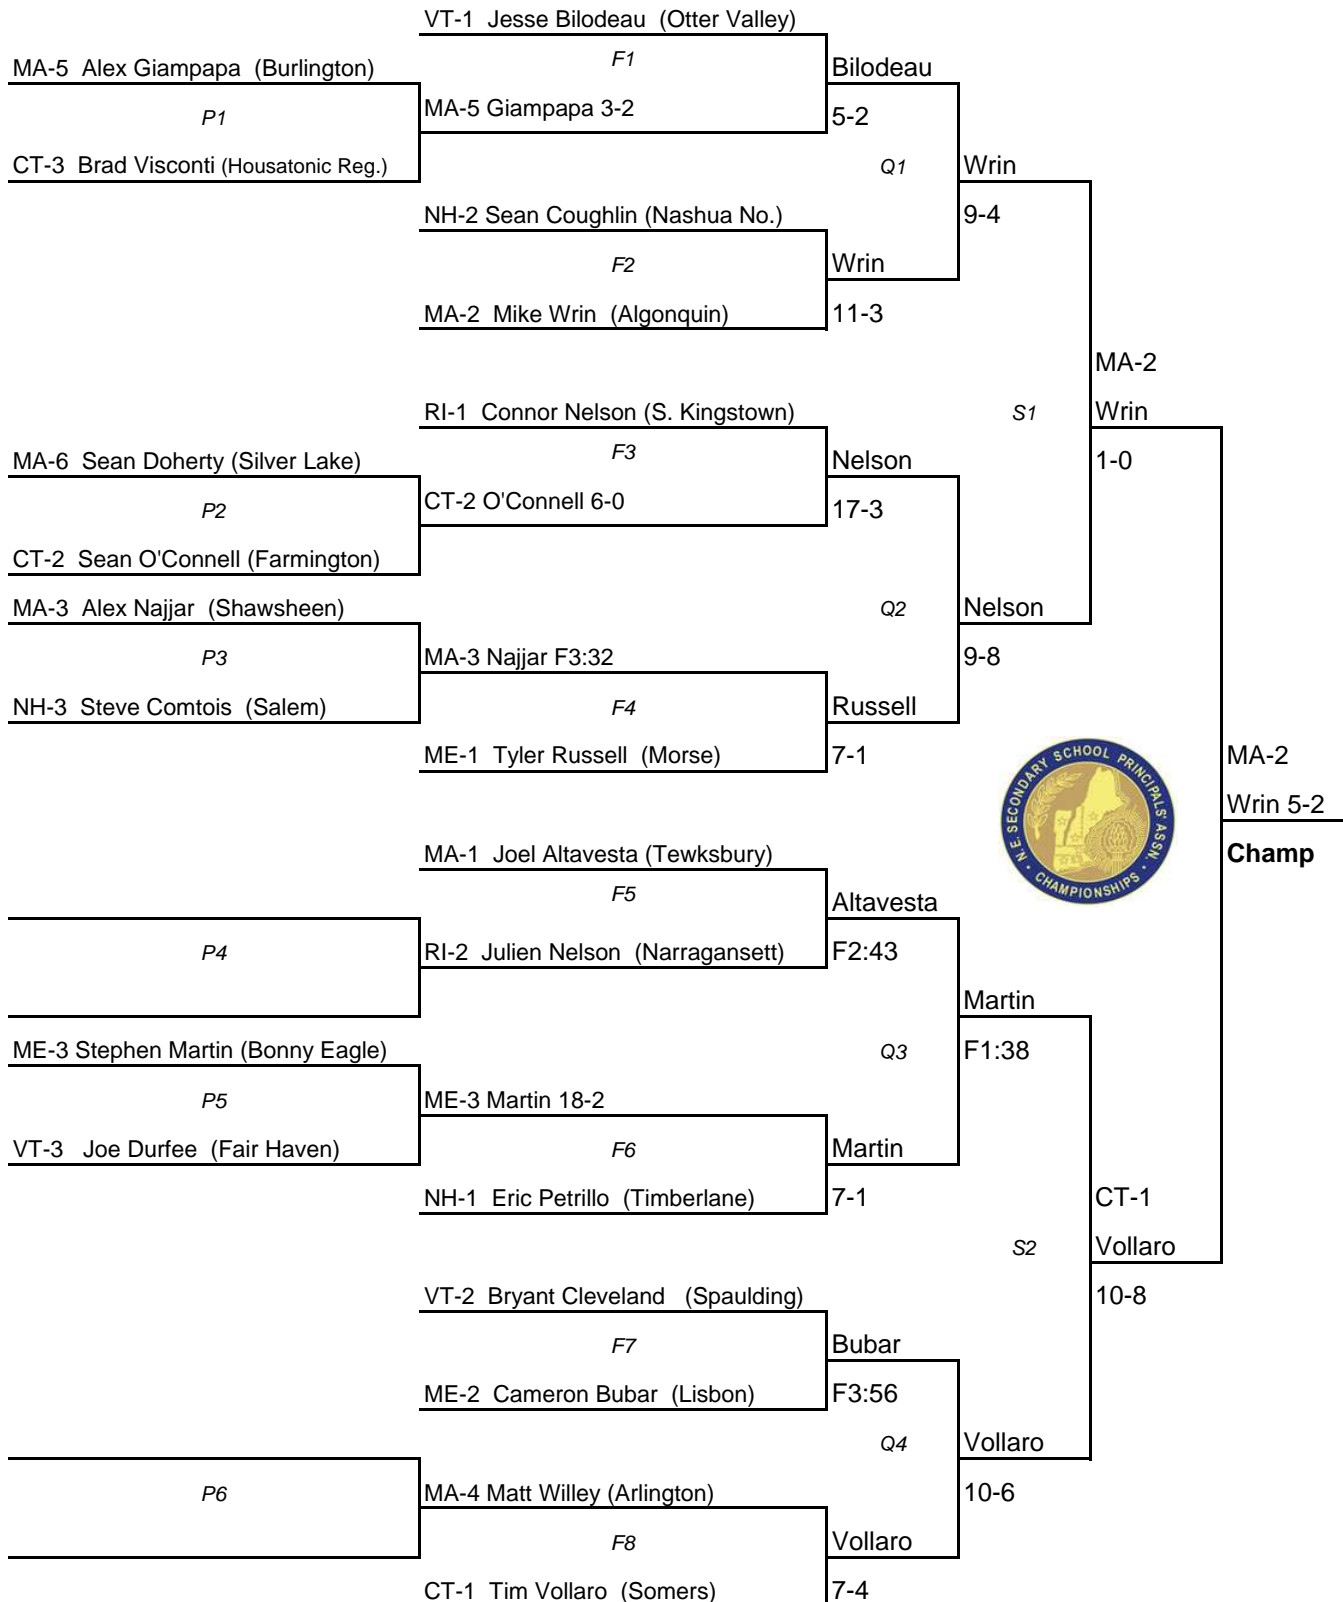 VT-1 Jesse Bilodeau (Otter Valley)
F1
MA-5 Alex Giampapa (Burlington)
Bilodeau
P1
MA-5 Giampapa 3-2
5-2
CT-3 Brad Visconti (Housatonic Reg.)
Q1
Wrin
NH-2 Sean Coughlin (Nashua No.)
9-4
F2
Wrin
MA-2 Mike Wrin (Algonquin)
11-3
MA-2
RI-1 Connor Nelson (S. Kingstown)
S1
Wrin
F3
MA-6 Sean Doherty (Silver Lake)
Nelson
1-0
P2
CT-2 O'Connell 6-0
17-3
CT-2 Sean O'Connell (Farmington)
MA-3 Alex Najjar (Shawsheen)
Q2
Nelson
P3
MA-3 Najjar F3:32
9-8
NH-3 Steve Comtois (Salem)
F4
Russell
ME-1 Tyler Russell (Morse)
7-1
N.E. SECONDARY SCHOOL PRINCIPALS' ASSN.
• CHAMPIONSHIPS •
MA-2
Wrin 5-2
Champ
MA-1 Joel Altavesta (Tewksbury)
F5
Altavesta
P4
RI-2 Julien Nelson (Narragansett)
F2:43
Martin
ME-3 Stephen Martin (Bonny Eagle)
Q3
F1:38
P5
ME-3 Martin 18-2
VT-3 Joe Durfee (Fair Haven)
F6
Martin
NH-1 Eric Petrillo (Timberlane)
7-1
CT-1
S2
Vollaro
VT-2 Bryant Cleveland (Spaulding)
10-8
F7
Bubar
ME-2 Cameron Bubar (Lisbon)
F3:56
Q4
Vollaro
P6
MA-4 Matt Willey (Arlington)
10-6
F8
Vollaro
CT-1 Tim Vollaro (Somers)
7-4